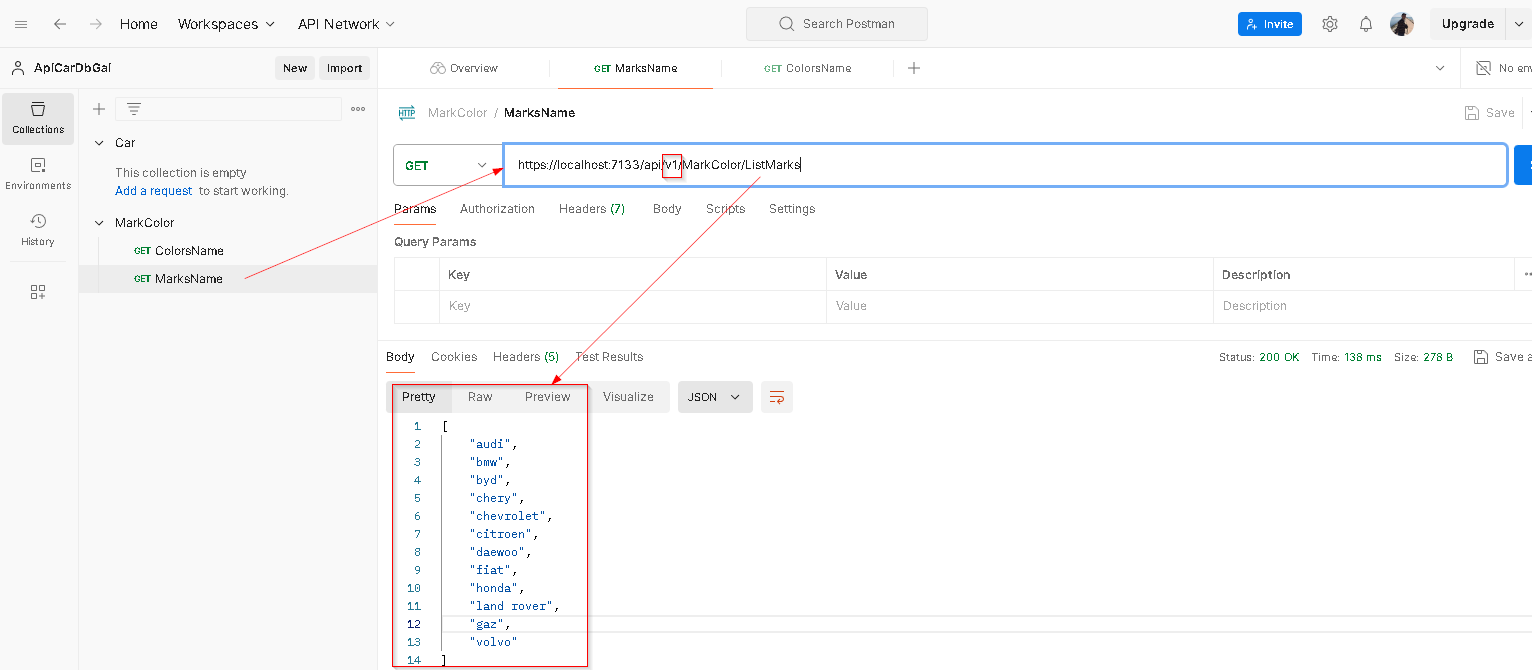 Home Workspaces API Network Search Postman Invite Upgrade
ApiCarDbGai New Import Overview GET MarksName GET ColorsName No env
HTTP MarkColor / MarksName Save
Collections
Car
GET https://localhost:7133/api/v1/MarkColor/ListMarks
This collection is empty
Add a request to start working.
Environments
Params Authorization Headers (7) Body Scripts Settings
MarkColor
History
Query Params
GET ColorsName
GET MarksName
Key Value Description
Key Value Description
Body Cookies Headers (5) Test Results Status: 200 OK Time: 138 ms Size: 278 B Save a
Pretty Raw Preview Visualize JSON
1 [
2 "audi",
3 "bmw",
4 "byd",
5 "chery",
6 "chevrolet",
7 "citroen",
8 "daewoo",
9 "fiat",
10 "honda",
11 "land rover",
12 "gaz",
13 "volvo"
14 ]